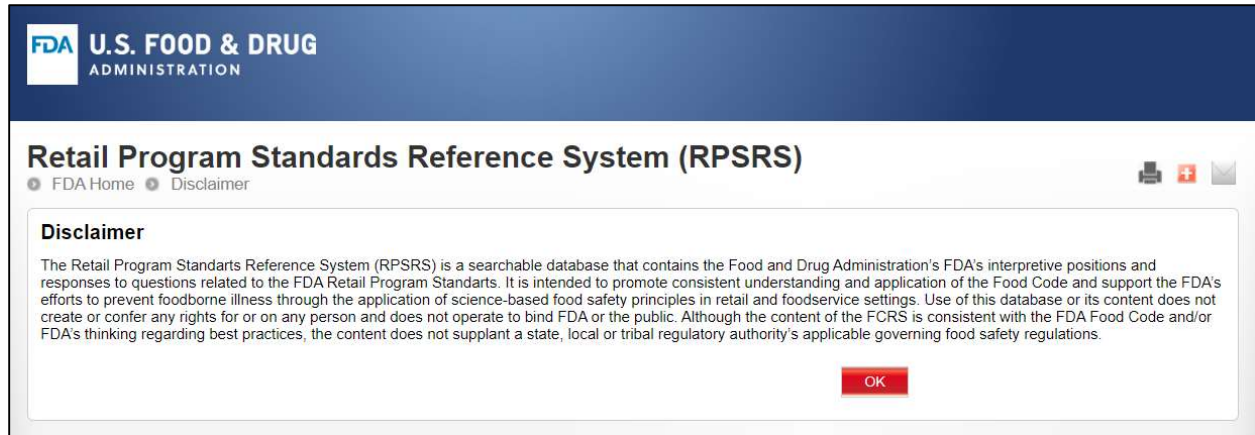 FDA U.S. FOOD & DRUG
ADMINISTRATION
Retail Program Standards Reference System (RPSRS)
FDA Home Disclaimer
Disclaimer
The Retail Program Standarts Reference System (RPSRS) is a searchable database that contains the Food and Drug Administration's FDA's interpretive positions and
responses to questions related to the FDA Retail Program Standarts. It is intended to promote consistent understanding and application of the Food Code and support the FDA's
efforts to prevent foodborne illness through the application of science-based food safety principles in retail and foodservice settings. Use of this database or its content does not
create or confer any rights for or on any person and does not operate to bind FDA or the public. Although the content of the FCRS is consistent with the FDA Food Code and/or
FDA's thinking regarding best practices, the content does not supplant a state, local or tribal regulatory authority's applicable governing food safety regulations.
OK